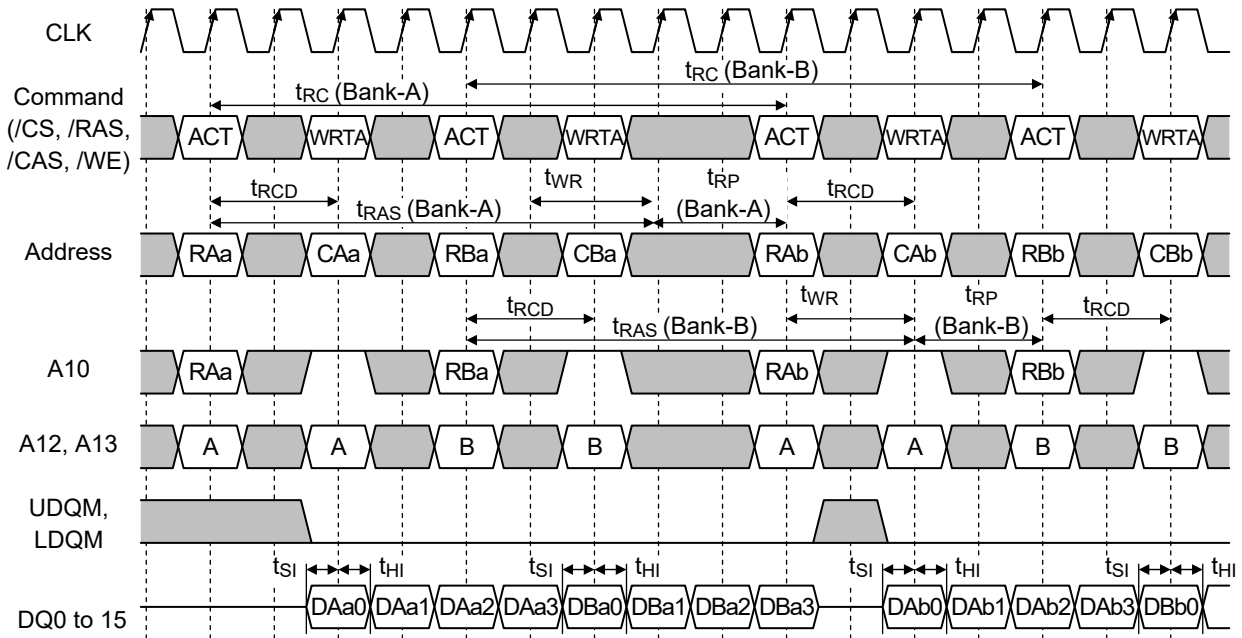 CLK
tRC (Bank-B)
tRC (Bank-A)
Command
(/CS, /RAS,
/CAS, /WE)
ACT WRTA ACT WRTA ACT WRTA ACT WRTA
tRCD tWR tRP tRCD
tRAS (Bank-A) (Bank-A)
Address RAa CAa RBa CBa RAb CAb RBb CBb
tRCD tWR tRP tRCD
tRAS (Bank-B) (Bank-B)
A10 RAa RBa RAb RBb
A12, A13 A A B B A A B B
UDQM,
LDQM
tSI tHI tSI tHI tSI tHI tSI tHI
DQ0 to 15 DAa0 DAa1 DAa2 DAa3 DBa0 DBa1 DBa2 DBa3 DAb0 DAb1 DAb2 DAb3 DBb0